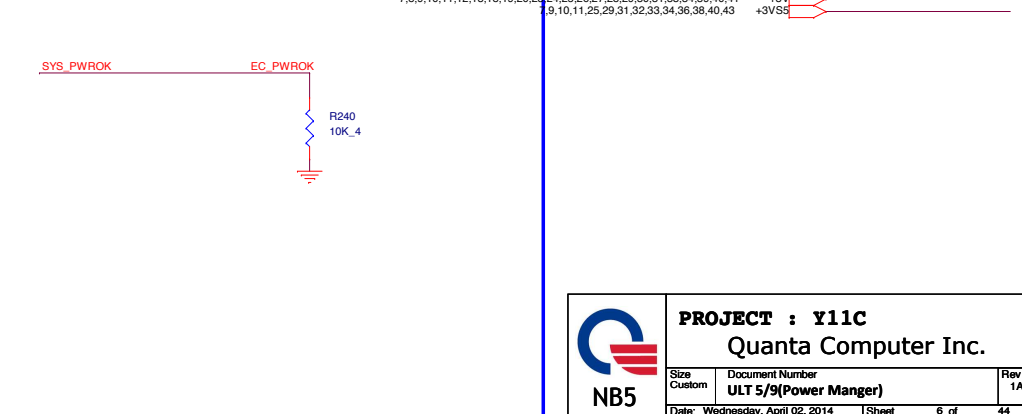 7,9,10,11,25,29,31,32,33,34,36,38,40,43 +3VS5
SYS_PWROK EC_PWROK
R240
10K_4
PROJECT : Y11C
Quanta Computer Inc.
NB5
Size
Custom
Document Number
ULT 5/9(Power Manger)
Rev
1A
Date: Wednesday, April 02, 2014 Sheet 6 of 44